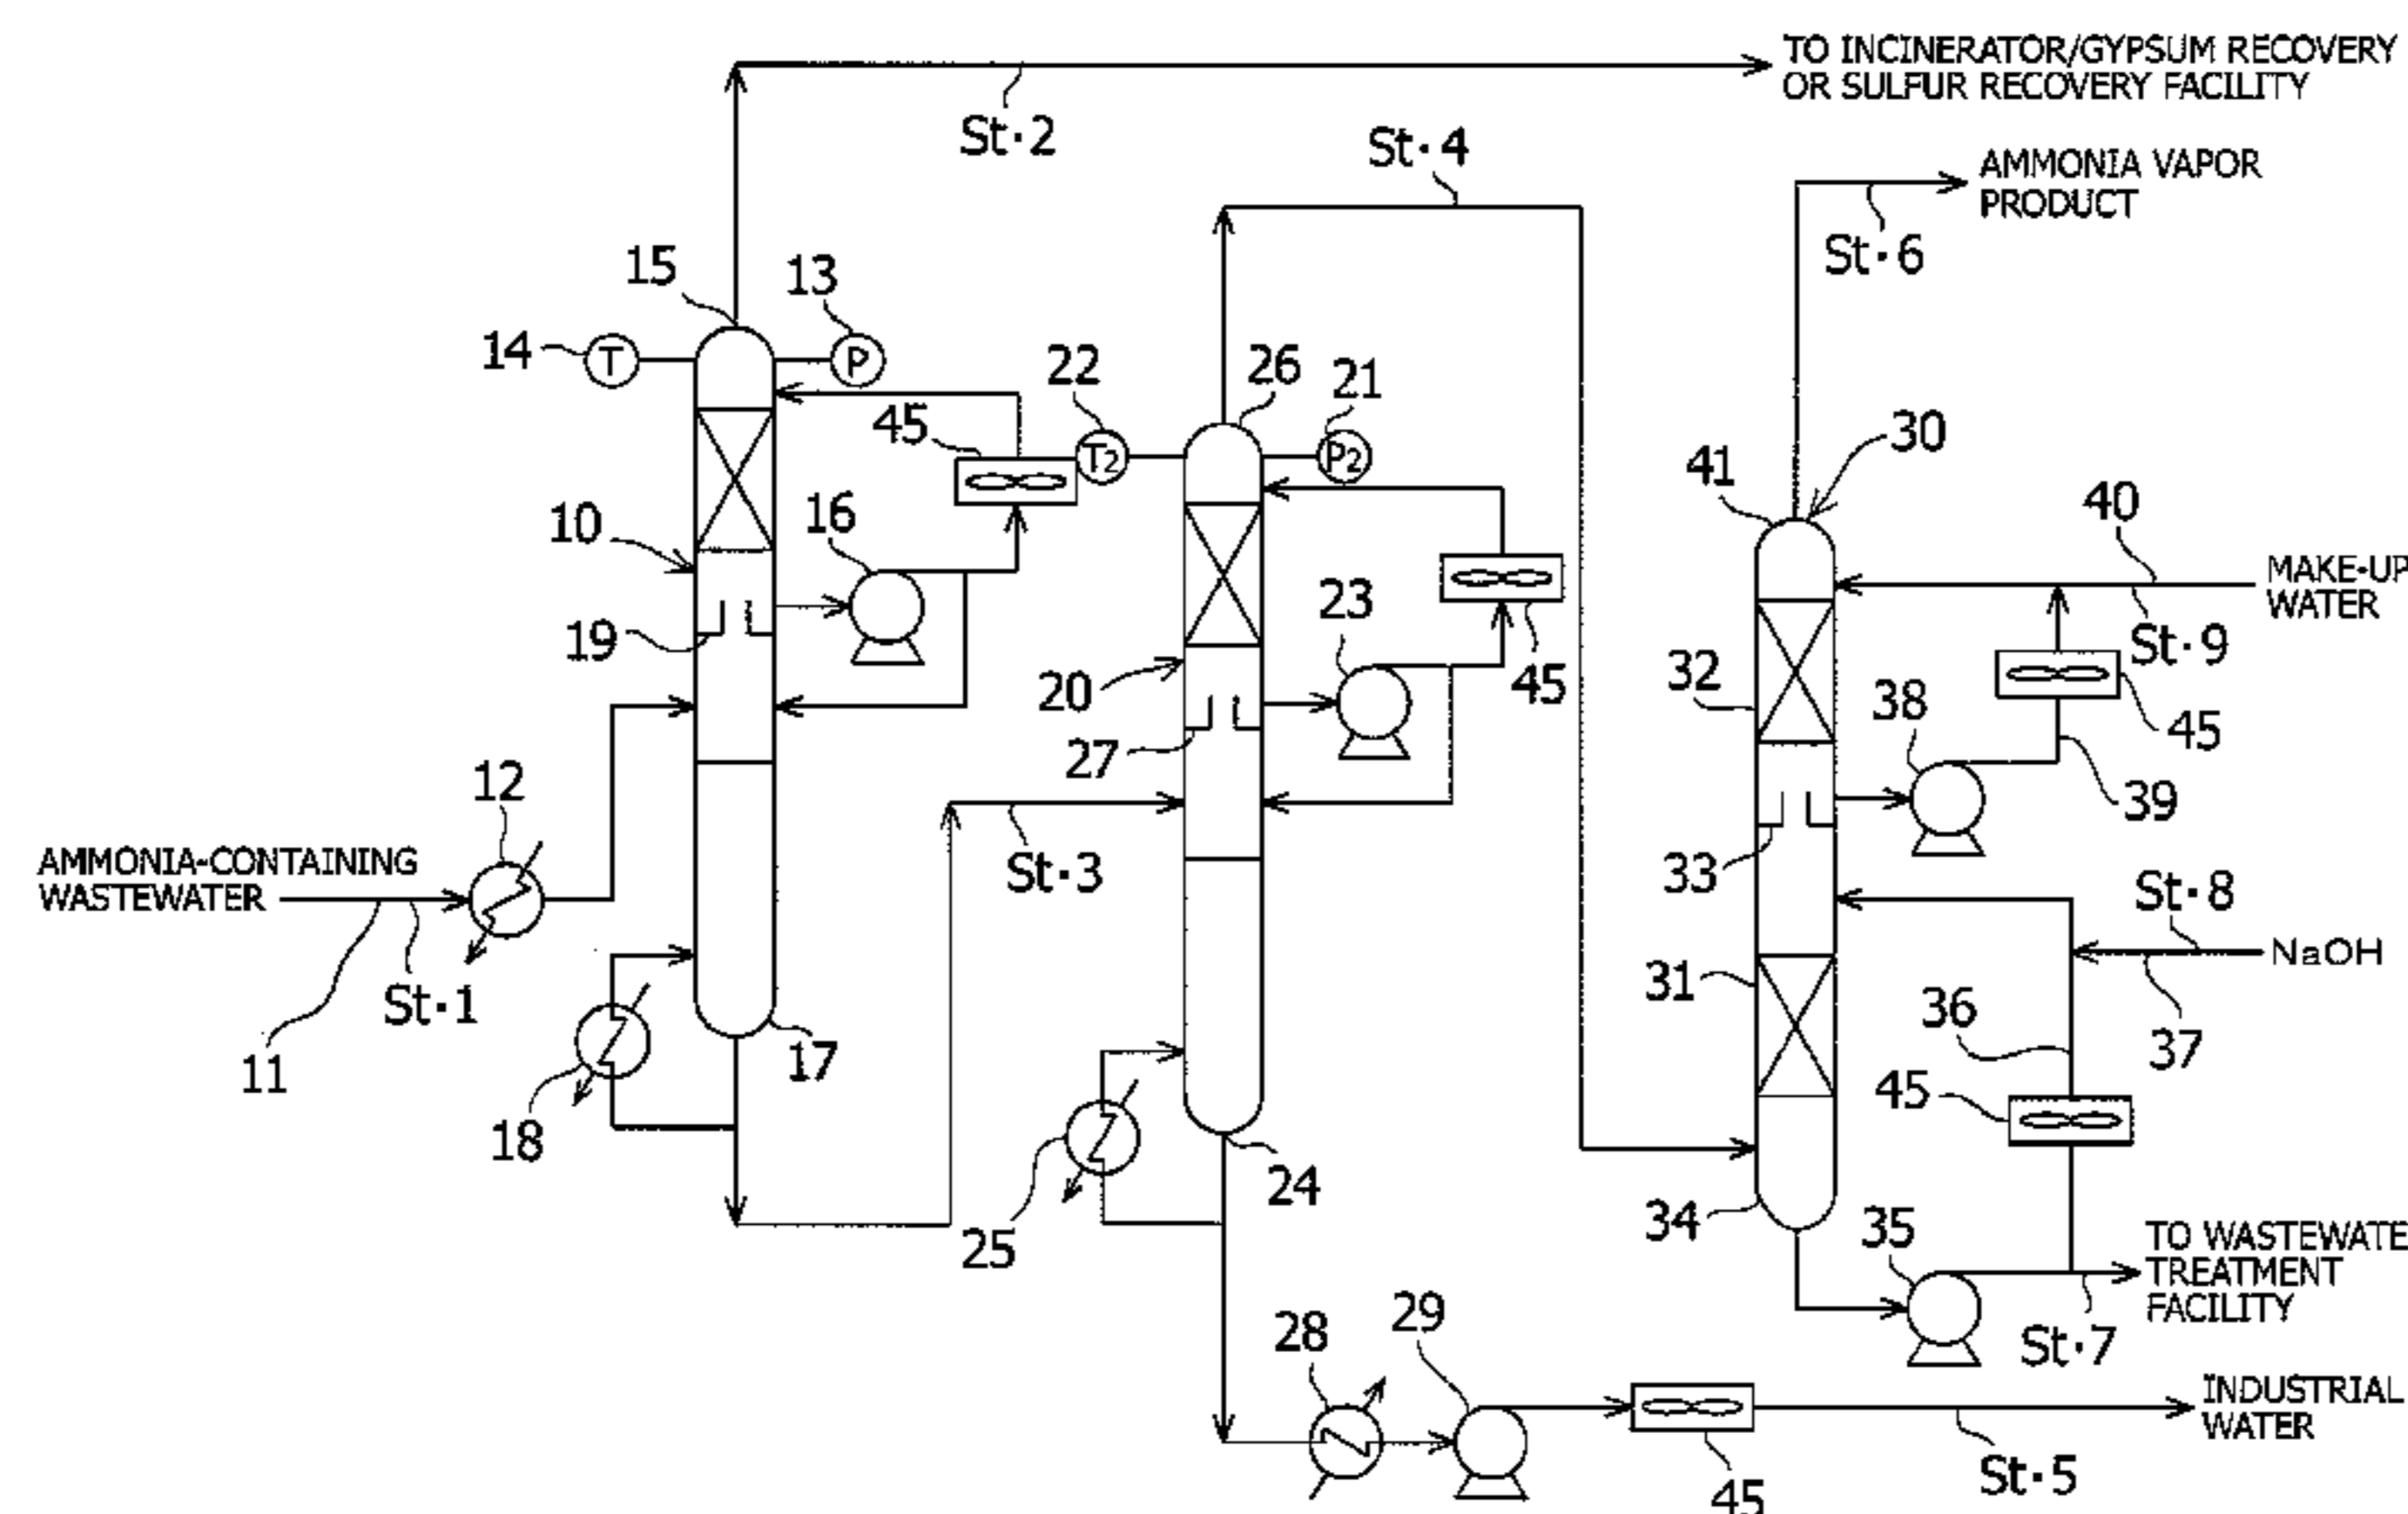 TO INCINERATOR/GYPSUM RECOVERY
OR SULFUR RECOVERY FACILITY
St·2
St·4
AMMONIA VAPOR
PRODUCT
St·6
15
13
14
T
P
22
26
21
45
T2
P2
30
41
40
10
16
MAKE-UP
WATER
23
19
St·9
20
45
32
38
45
27
12
39
AMMONIA-CONTAINING
WASTEWATER
St·3
33
St·8
NaOH
St·1
31
36
37
11
17
45
18
24
25
34
35
TO WASTEWATE
TREATMENT
FACILITY
28
29
St·7
INDUSTRIAL
WATER
St·5
45